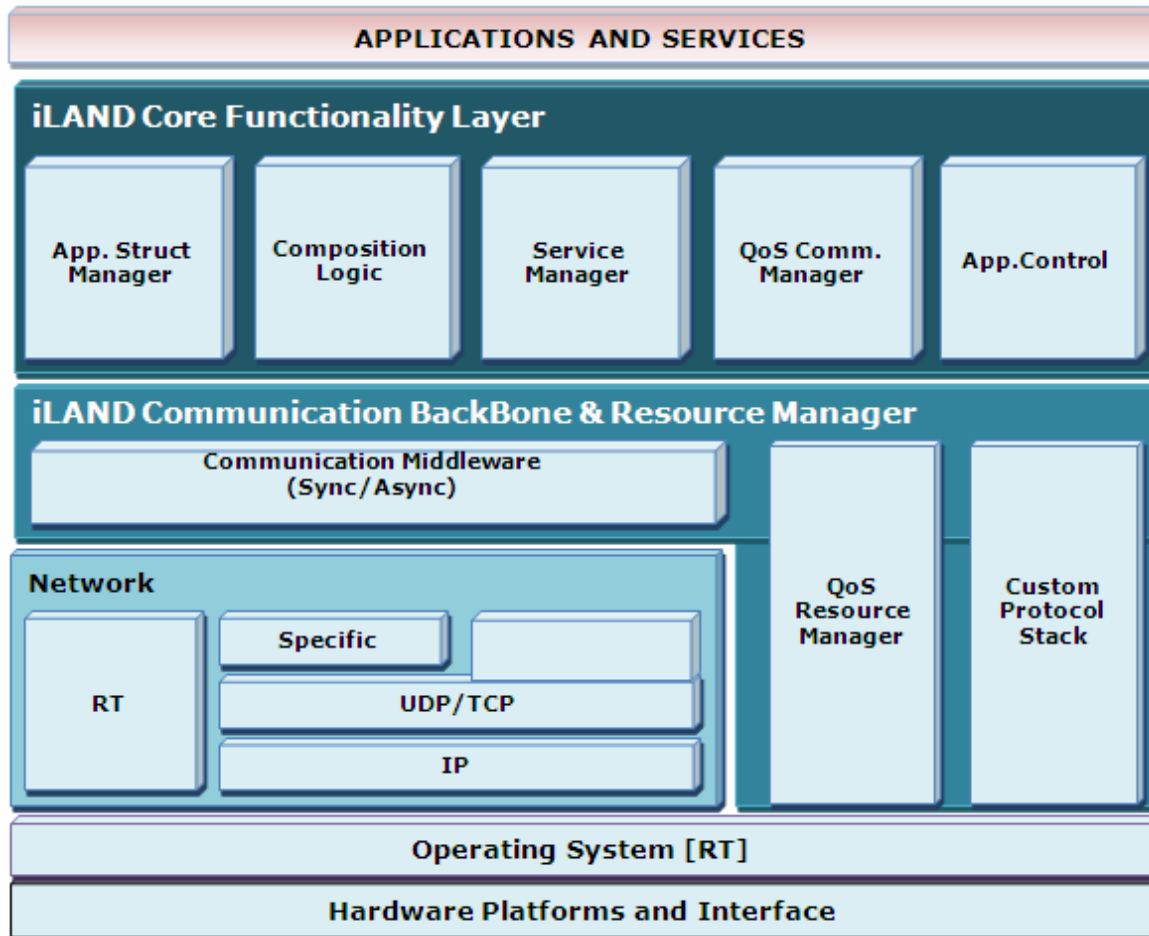 APPLICATIONS AND SERVICES
iLAND Core Functionality Layer
App. Struct
Manager
Composition
Logic
Service
Manager
QoS Comm.
Manager
App.Control
iLAND Communication BackBone & Resource Manager
Communication Middleware
(Sync/Async)
QoS
Resource
Manager
Custom
Protocol
Stack
Network
RT
Specific
UDP/TCP
IP
Operating System [RT]
Hardware Platforms and Interface